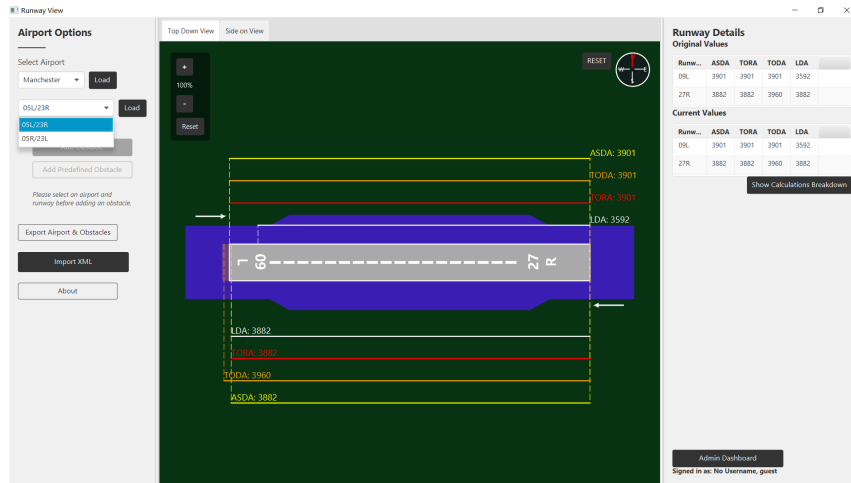 Runway View
Airport Options
Select Airport
Manchester
Load
05L/23R
Load
05L/23R
05R/23L
Add Predefined Obstacle
Please select an airport and
runway before adding an obstacle.
Export Airport & Obstacles
Import XML
About
Top Down View
Side on View
+
100%
-
Reset
RESET
W
E
S
ASDA: 3901
TODA: 3901
TORA: 3901
LDA: 3592
L
09
27
R
LDA: 3882
TORA: 3882
TODA: 3960
ASDA: 3882
Runway Details
Original Values
Runw... ASDA TORA TODA LDA
09L 3901 3901 3901 3592
27R 3882 3882 3960 3882
Current Values
Runw... ASDA TORA TODA LDA
09L 3901 3901 3901 3592
27R 3882 3882 3960 3882
Show Calculations Breakdown
Admin Dashboard
Signed in as: No Username, guest